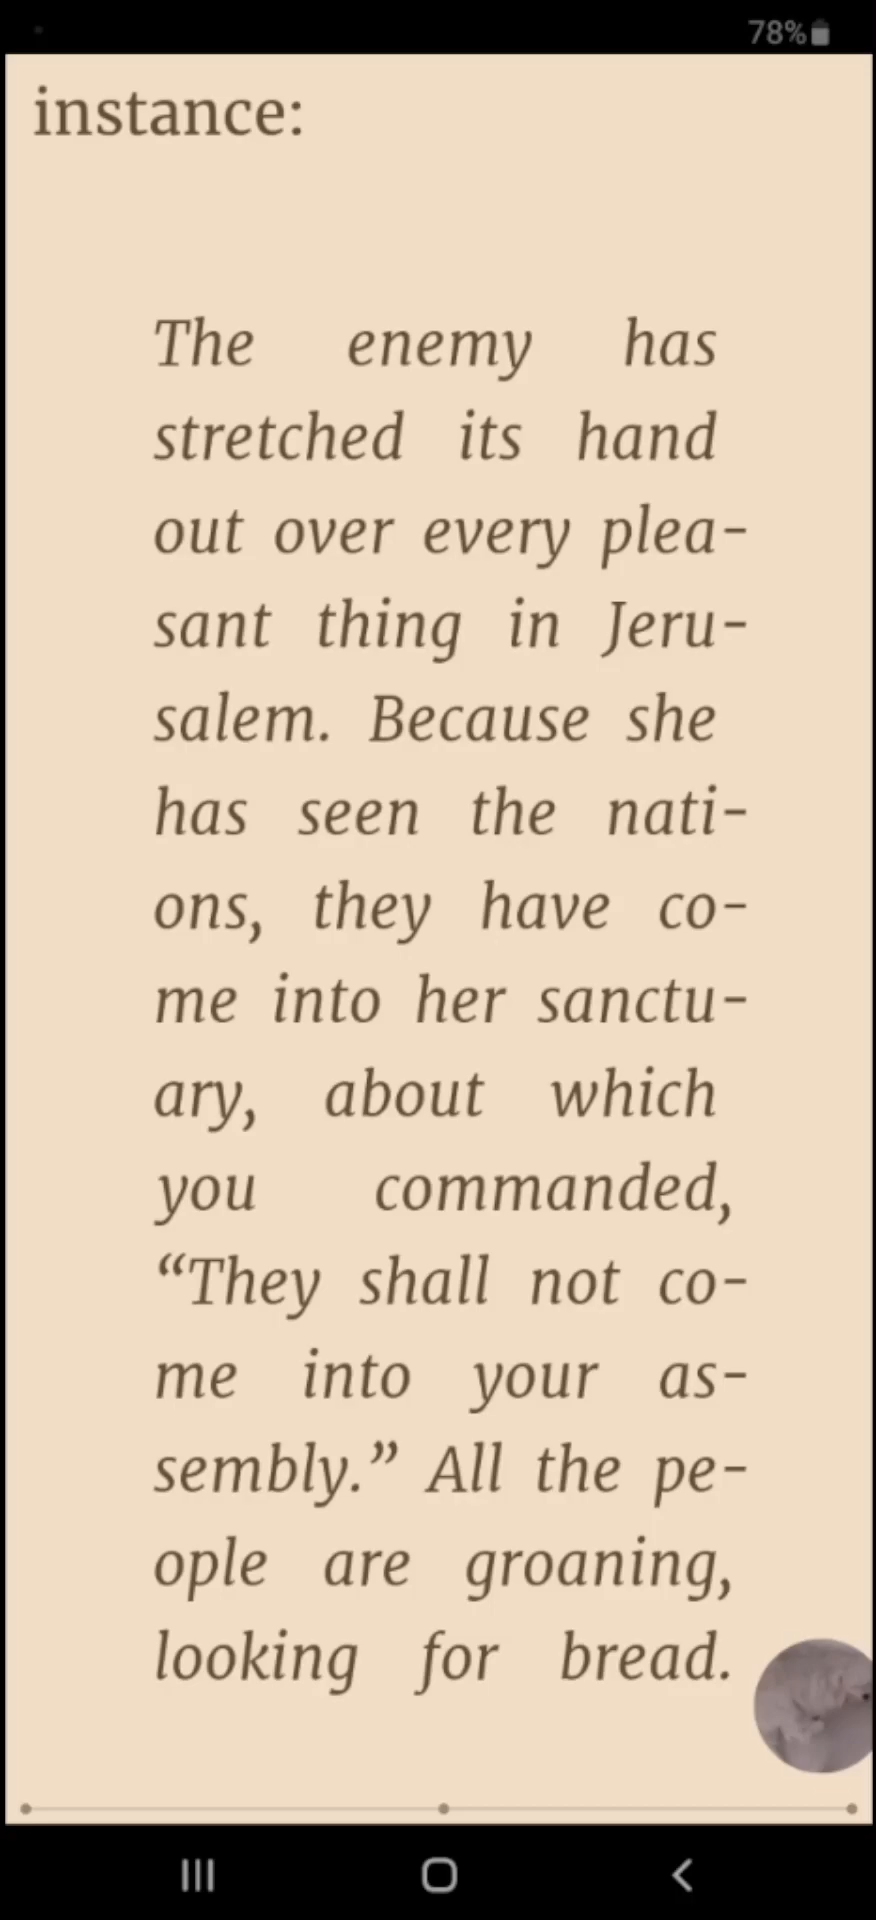 78%
instance:
The enemy has
stretched its hand
out over every plea-
sant thing in Jeru-
salem. Because she
has seen the nati-
ons, they have co-
me into her sanctu-
ary, about which
you commanded,
“They shall not co-
me into your as-
sembly.” All the pe-
ople are groaning,
looking for bread.